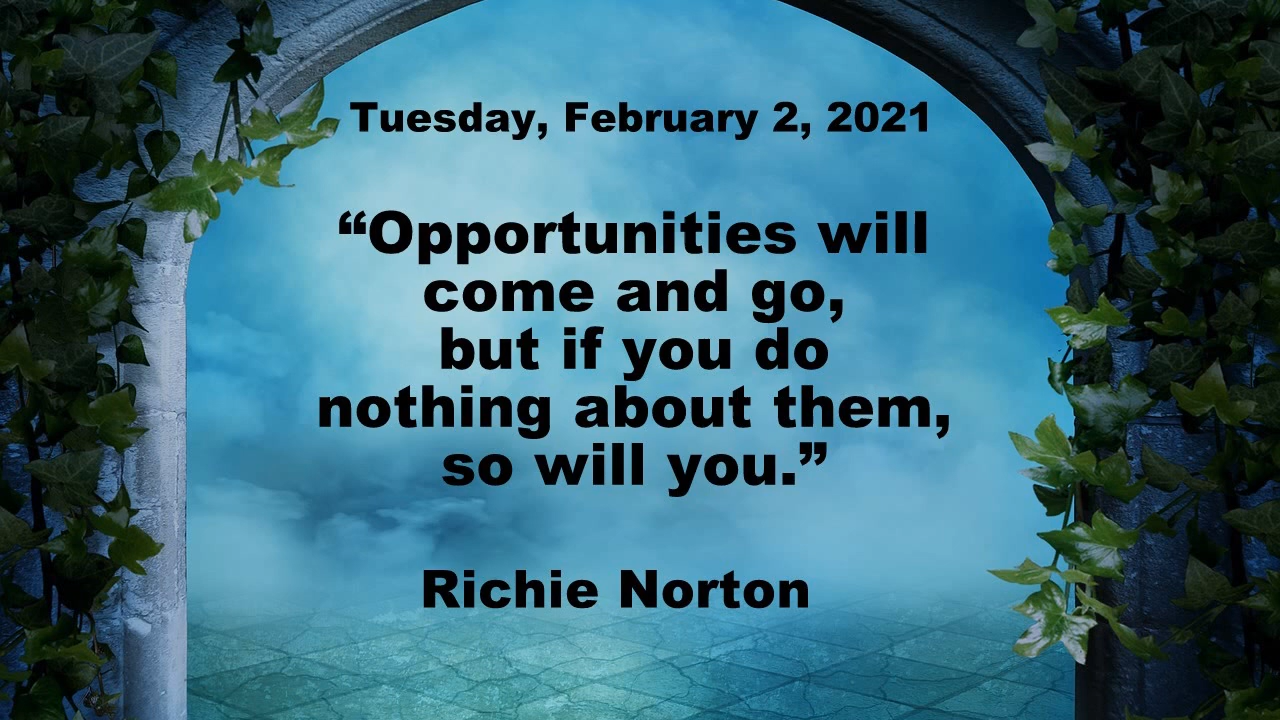 Tuesday, February 2, 2021
“Opportunities will
come and go,
but if you do
nothing about them,
so will you.”
Richie Norton